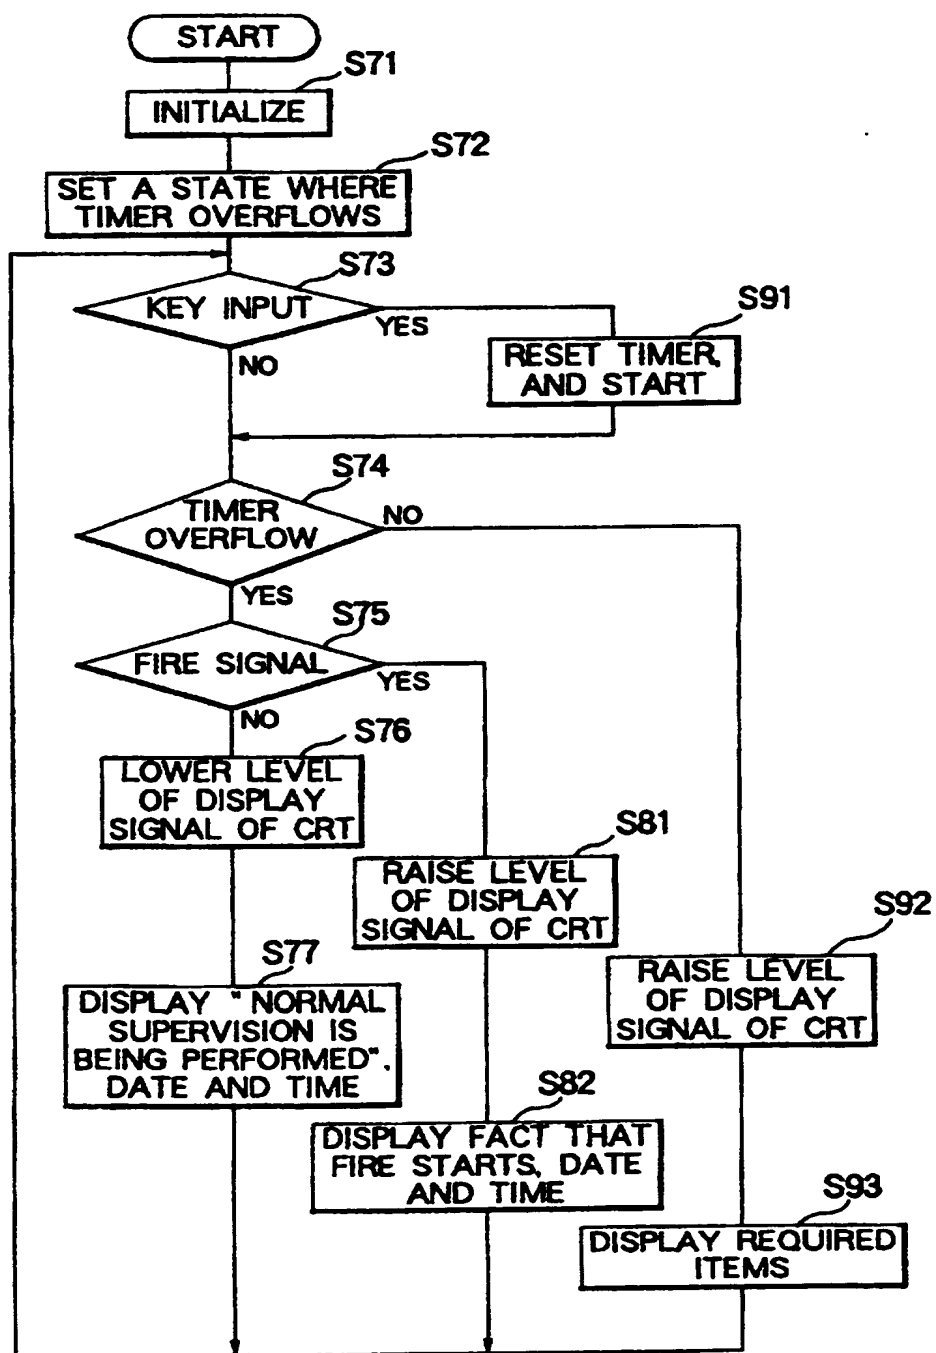 START
S71
INITIALIZE
S72
SET A STATE WHERE
TIMER OVERFLOWS
S73
KEY INPUT
YES
NO
S91
RESET TIMER,
AND START
S74
TIMER
OVERFLOW
NO
YES
S75
FIRE SIGNAL
YES
NO
S76
LOWER LEVEL
OF DISPLAY
SIGNAL OF CRT
S81
RAISE LEVEL
OF DISPLAY
SIGNAL OF CRT
S92
RAISE LEVEL
OF DISPLAY
SIGNAL OF CRT
S77
DISPLAY "NORMAL
SUPERVISION IS
BEING PERFORMED",
DATE AND TIME
S82
DISPLAY FACT THAT
FIRE STARTS, DATE
AND TIME
S93
DISPLAY REQUIRED
ITEMS